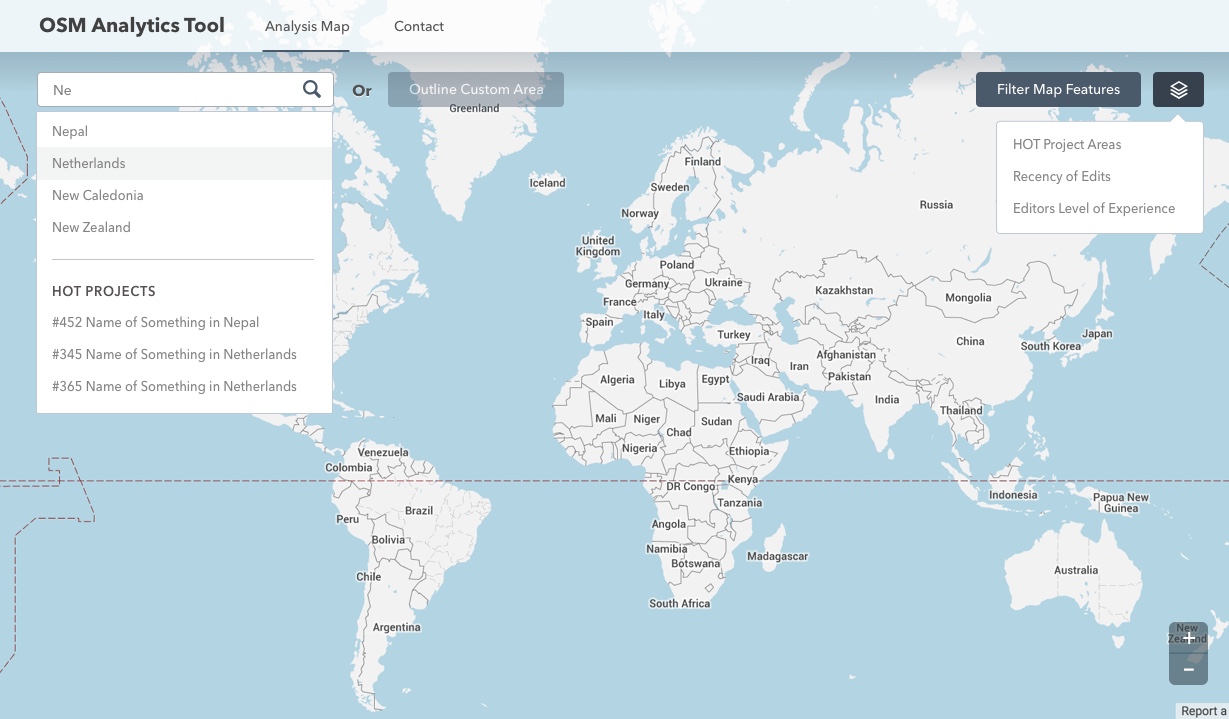 OSM Analytics Tool
Analysis Map
Contact
Ne
Or
Outline Custom Area
Filter Map Features
Nepal
Netherlands
New Caledonia
New Zealand
HOT PROJECTS
#452 Name of Something in Nepal
#345 Name of Something in Netherlands
#365 Name of Something in Netherlands
HOT Project Areas
Recency of Edits
Editors Level of Experience
Greenland
Iceland
Finland
Sweden
Norway
Russia
United
Kingdom
Poland
Germany
Ukraine
France
Italy
Spain
Turkey
Kazakhstan
Mongolia
China
Japan
South Korea
Afghanistan
Iraq
Iran
Pakistan
India
Thailand
Algeria
Libya
Egypt
Saudi Arabia
Mali
Niger
Chad
Sudan
Nigeria
Ethiopia
Venezuela
Colombia
DR Congo
Kenya
Tanzania
Indonesia
Papua New
Guinea
Brazil
Peru
Bolivia
Chile
Argentina
Angola
Namibia
Botswana
Madagascar
South Africa
Australia
New
Zealand
+
−
Report a